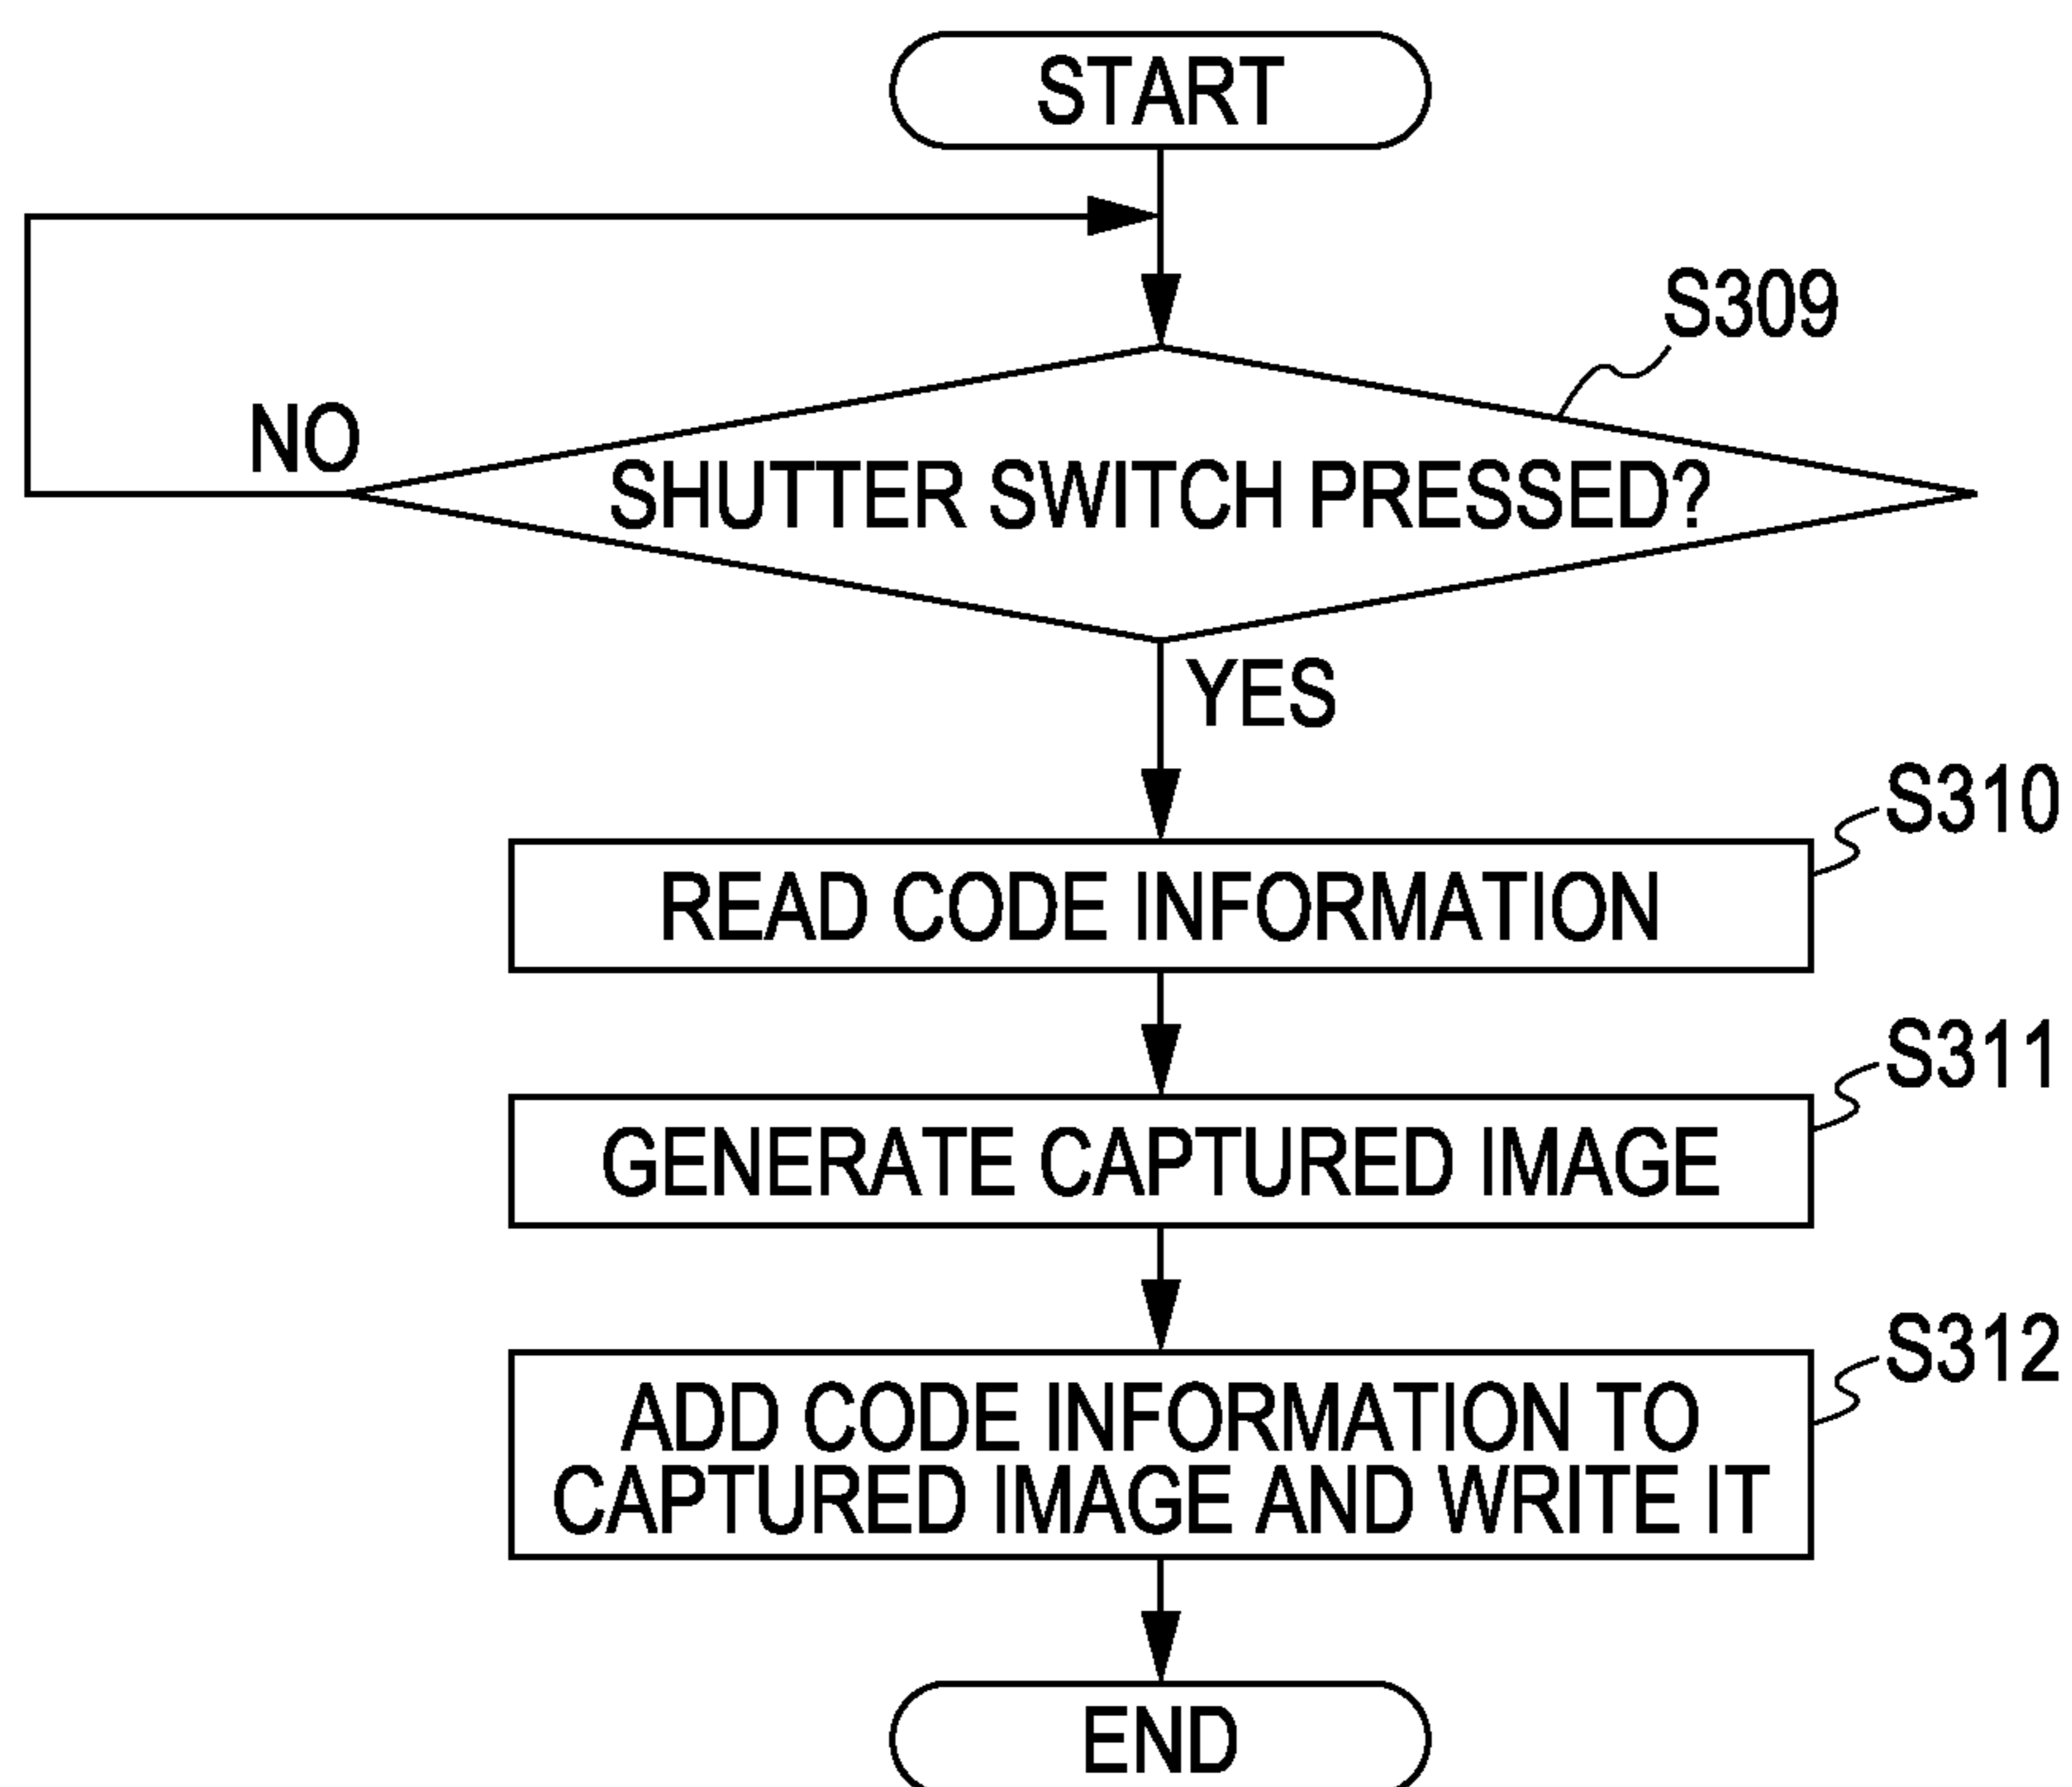 START
S309
NO
SHUTTER SWITCH PRESSED?
YES
S310
READ CODE INFORMATION
S311
GENERATE CAPTURED IMAGE
S312
ADD CODE INFORMATION TO
CAPTURED IMAGE AND WRITE IT
END